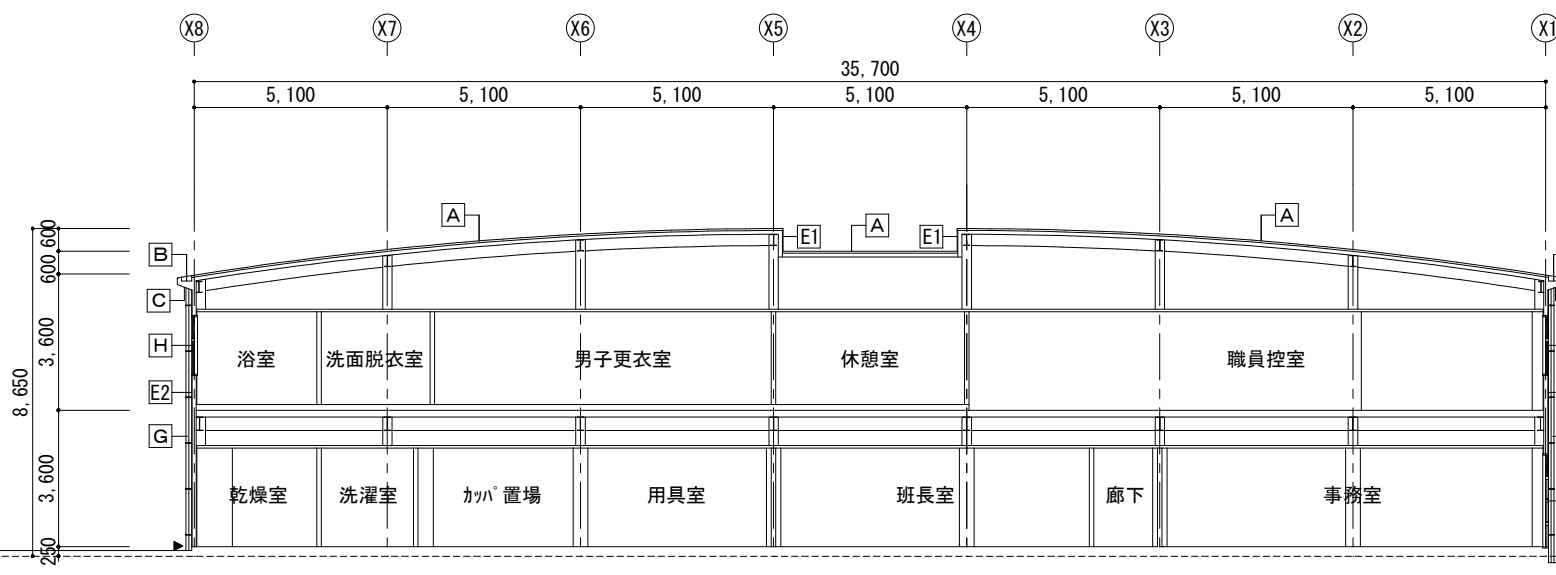 X8 X7 X6 X5 X4 X3 X2 X1
35,700
5,100 5,100 5,100 5,100 5,100 5,100 5,100
A A A
E1 E1
B
C
H
E2
G
600
600
3,600
3,600
250
8,650
浴室 洗面脱衣室 男子更衣室 休憩室 職員控室
乾燥室 洗濯室 ｶｯﾊﾟ置場 用具室 班長室 廊下 事務室